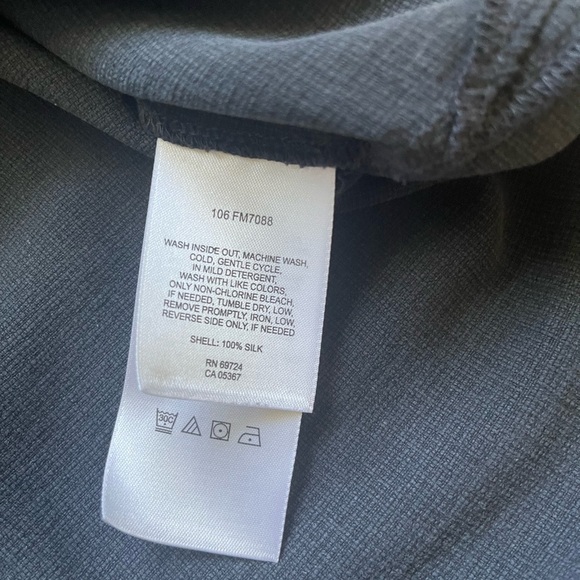 106 FM7088
WASH INSIDE OUT, MACHINE WASH,
COLD, GENTLE CYCLE,
IN MILD DETERGENT,
WASH WITH LIKE COLORS,
ONLY NON-CHLORINE BLEACH,
IF NEEDED, TUMBLE DRY, LOW,
REMOVE PROMPTLY, IRON, LOW,
REVERSE SIDE ONLY, IF NEEDED
SHELL: 100% SILK
RN 69724
CA 05367
30C